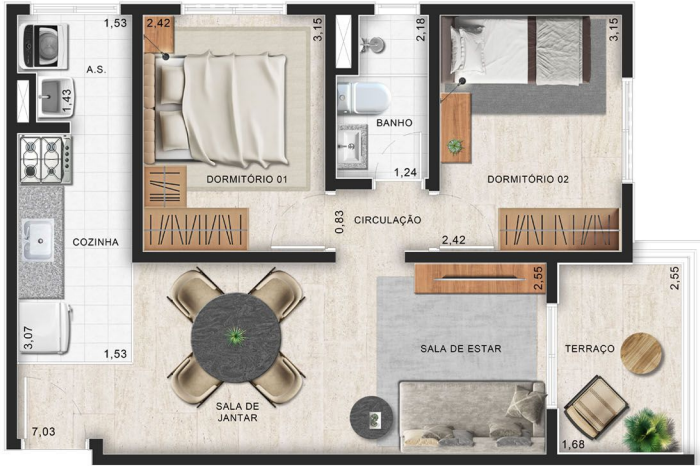 1,53
2,42
3,15
2,18
3,15
A.S.
1,43
BANHO
1,24
DORMITÓRIO 01
DORMITÓRIO 02
0,83
CIRCULAÇÃO
2,42
COZINHA
3,07
1,53
2,55
2,55
SALA DE ESTAR
TERRAÇO
SALA DE
JANTAR
7,03
1,68